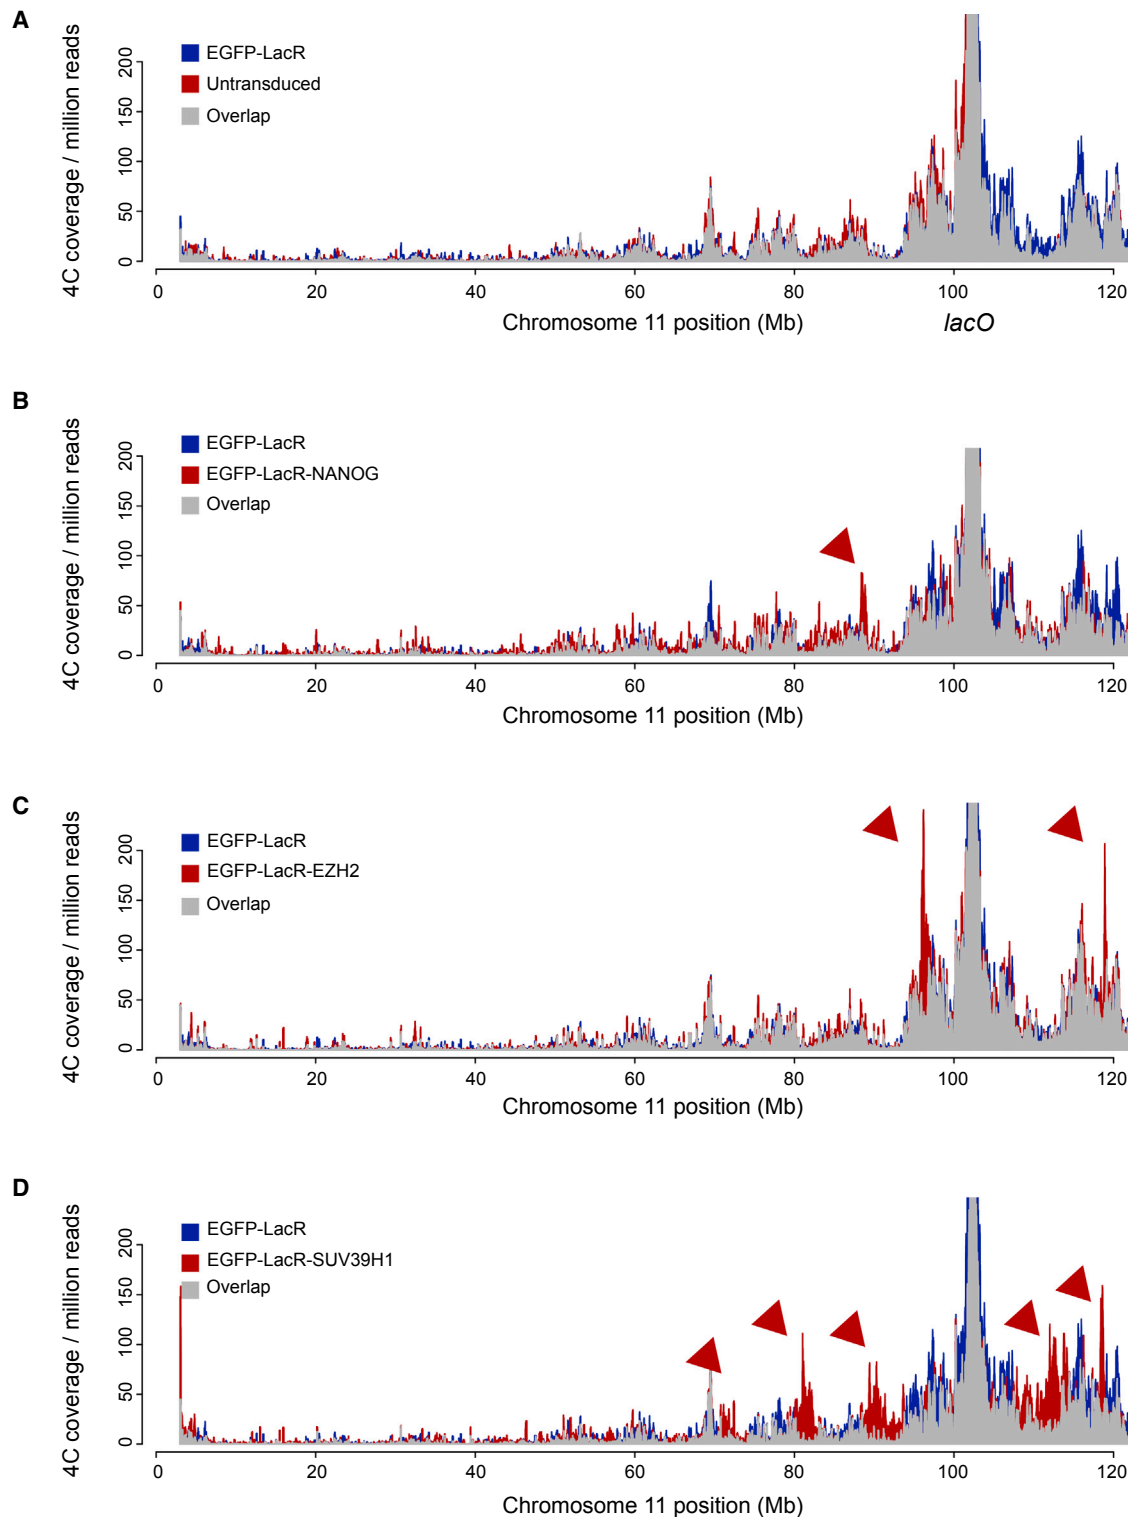 A
4C coverage / million reads
200
150
100
50
0
EGFP-LacR
Untransduced
Overlap
0 20 40 60 80 100 120
Chromosome 11 position (Mb)
lacO
B
4C coverage / million reads
200
150
100
50
0
EGFP-LacR
EGFP-LacR-NANOG
Overlap
0 20 40 60 80 100 120
Chromosome 11 position (Mb)
C
4C coverage / million reads
200
150
100
50
0
EGFP-LacR
EGFP-LacR-EZH2
Overlap
0 20 40 60 80 100 120
Chromosome 11 position (Mb)
D
4C coverage / million reads
200
150
100
50
0
EGFP-LacR
EGFP-LacR-SUV39H1
Overlap
0 20 40 60 80 100 120
Chromosome 11 position (Mb)